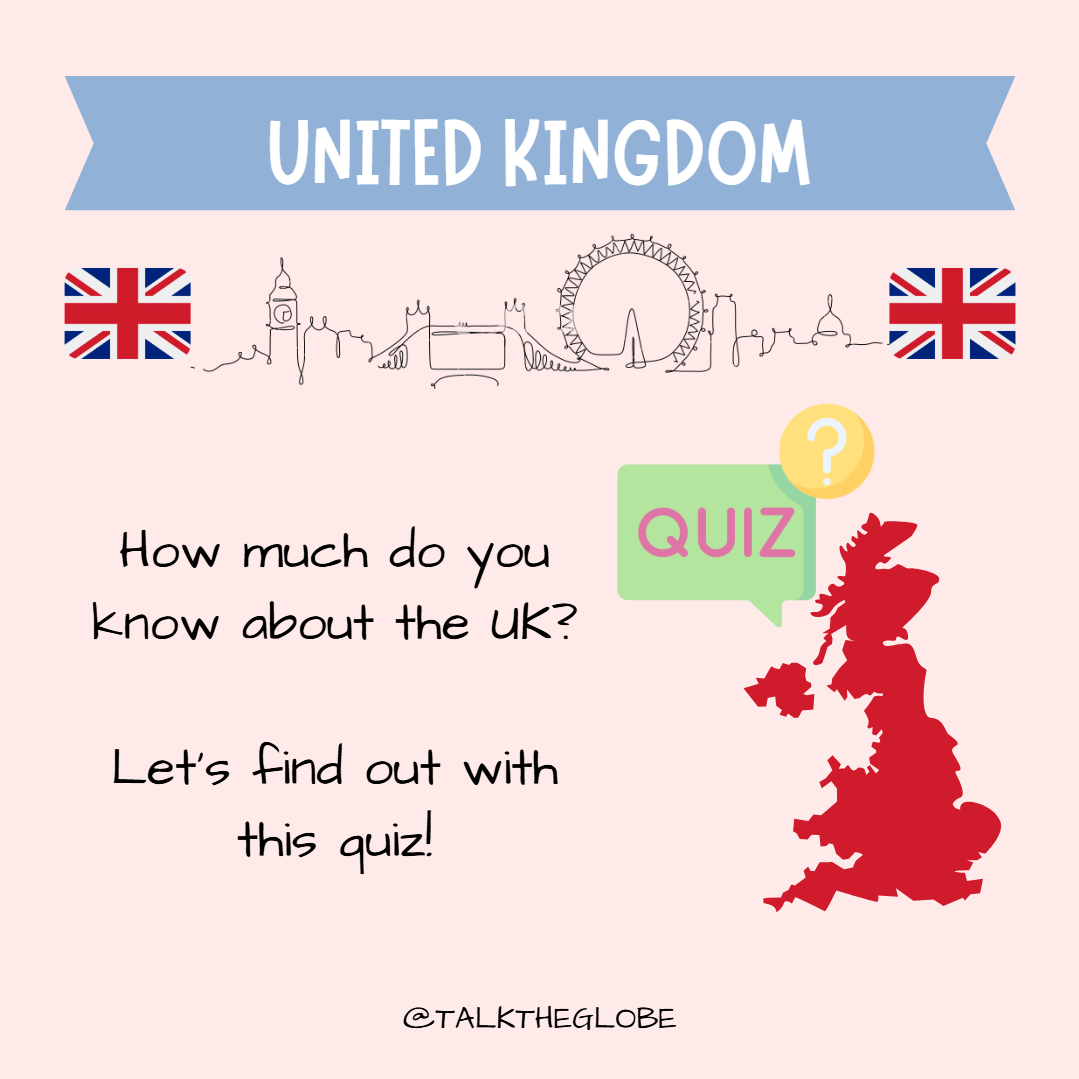 UNITED KINGDOM
?
QUIZ
How much do you
know about the UK?
Let's find out with
this quiz!
@TALKTHEGLOBE